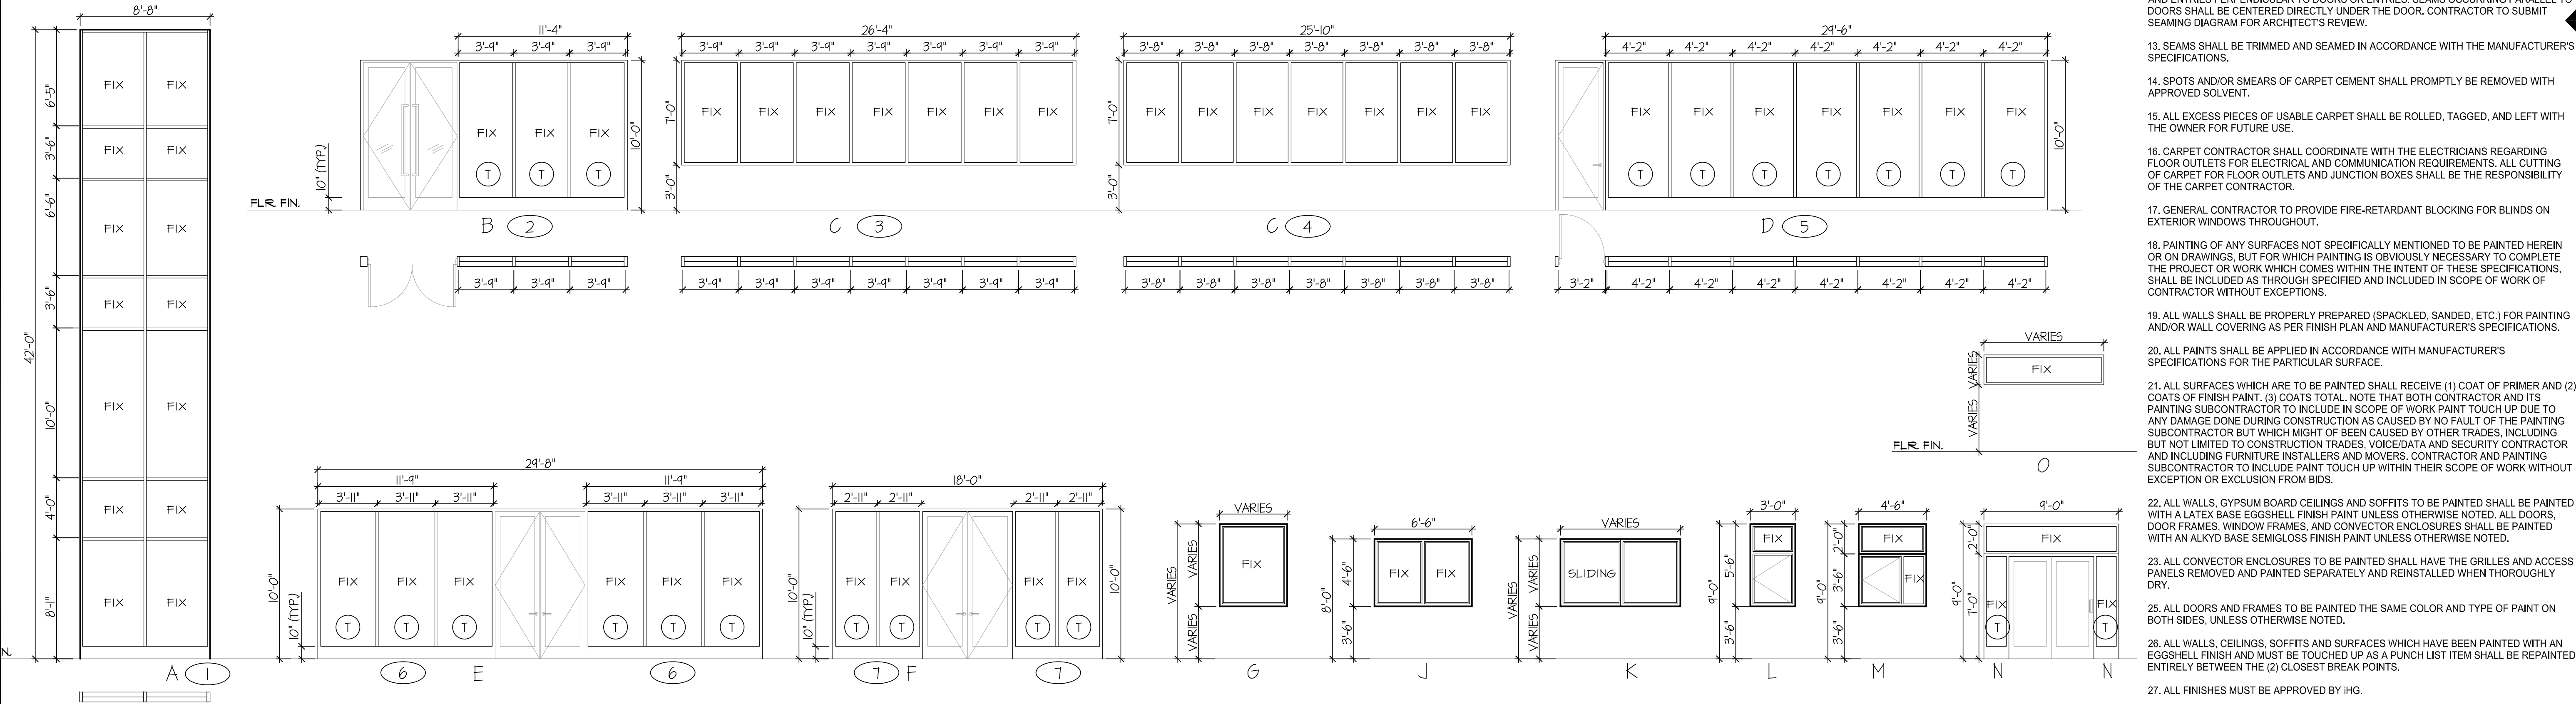 8'-8"
42'-0"
6'-5"
3'-6"
6'-6"
3'-6"
10'-0"
4'-0"
8'-1"
FIX FIX
FIX FIX
FIX FIX
FIX FIX
FIX FIX
FIX FIX
FIX FIX
N.
A 1
11'-4"
3'-9" 3'-9" 3'-9"
FIX FIX FIX
T T T
10'-0"
10" (TYP.)
FLR. FIN.
B 2
3'-9" 3'-9" 3'-9"
26'-4"
3'-9" 3'-9" 3'-9" 3'-9" 3'-9" 3'-9" 3'-9"
7'-0"
3'-0"
FIX FIX FIX FIX FIX FIX FIX
C 3
3'-9" 3'-9" 3'-9" 3'-9" 3'-9" 3'-9" 3'-9"
25'-10"
3'-8" 3'-8" 3'-8" 3'-8" 3'-8" 3'-8" 3'-8"
7'-0"
3'-0"
FIX FIX FIX FIX FIX FIX FIX
C 4
3'-8" 3'-8" 3'-8" 3'-8" 3'-8" 3'-8" 3'-8"
29'-6"
4'-2" 4'-2" 4'-2" 4'-2" 4'-2" 4'-2" 4'-2"
FIX FIX FIX FIX FIX FIX FIX
T T T T T T T
10'-0"
D 5
3'-2" 4'-2" 4'-2" 4'-2" 4'-2" 4'-2" 4'-2" 4'-2"
VARIES
VARIES
VARIES
FIX
FLR. FIN.
O
29'-8"
11'-9" 11'-9"
3'-11" 3'-11" 3'-11" 3'-11" 3'-11" 3'-11"
10'-0"
10" (TYP.)
FIX FIX FIX FIX FIX FIX
T T T T T T
6 E 6
18'-0"
2'-11" 2'-11" 2'-11" 2'-11"
10'-0"
10" (TYP.)
10'-0"
FIX FIX FIX FIX
T T T T
7 F 7
VARIES
VARIES
VARIES
VARIES
FIX
G
6'-6"
8'-0"
4'-6"
3'-6"
FIX FIX
J
VARIES
VARIES
VARIES
VARIES
SLIDING
K
3'-0"
9'-0"
5'-6"
3'-6"
FIX
L
4'-6"
9'-0"
2'-0"
3'-6"
3'-6"
FIX
FIX
M
9'-0"
9'-0"
2'-0"
7'-0"
FIX
FIX FIX
T T
N N
DOORS SHALL BE CENTERED DIRECTLY UNDER THE DOOR. CONTRACTOR TO SUBMIT
SEAMING DIAGRAM FOR ARCHITECT'S REVIEW.
13. SEAMS SHALL BE TRIMMED AND SEAMED IN ACCORDANCE WITH THE MANUFACTURER'S
SPECIFICATIONS.
14. SPOTS AND/OR SMEARS OF CARPET CEMENT SHALL PROMPTLY BE REMOVED WITH
APPROVED SOLVENT.
15. ALL EXCESS PIECES OF USABLE CARPET SHALL BE ROLLED, TAGGED, AND LEFT WITH
THE OWNER FOR FUTURE USE.
16. CARPET CONTRACTOR SHALL COORDINATE WITH THE ELECTRICIANS REGARDING
FLOOR OUTLETS FOR ELECTRICAL AND COMMUNICATION REQUIREMENTS. ALL CUTTING
OF CARPET FOR FLOOR OUTLETS AND JUNCTION BOXES SHALL BE THE RESPONSIBILITY
OF THE CARPET CONTRACTOR.
17. GENERAL CONTRACTOR TO PROVIDE FIRE-RETARDANT BLOCKING FOR BLINDS ON
EXTERIOR WINDOWS THROUGHOUT.
18. PAINTING OF ANY SURFACES NOT SPECIFICALLY MENTIONED TO BE PAINTED HEREIN
OR ON DRAWINGS, BUT FOR WHICH PAINTING IS OBVIOUSLY NECESSARY TO COMPLETE
THE PROJECT OR WORK WHICH COMES WITHIN THE INTENT OF THESE SPECIFICATIONS,
SHALL BE INCLUDED AS THROUGH SPECIFIED AND INCLUDED IN SCOPE OF WORK OF
CONTRACTOR WITHOUT EXCEPTIONS.
19. ALL WALLS SHALL BE PROPERLY PREPARED (SPACKLED, SANDED, ETC.) FOR PAINTING
AND/OR WALL COVERING AS PER FINISH PLAN AND MANUFACTURER'S SPECIFICATIONS.
20. ALL PAINTS SHALL BE APPLIED IN ACCORDANCE WITH MANUFACTURER'S
SPECIFICATIONS FOR THE PARTICULAR SURFACE.
21. ALL SURFACES WHICH ARE TO BE PAINTED SHALL RECEIVE (1) COAT OF PRIMER AND (2)
COATS OF FINISH PAINT. (3) COATS TOTAL. NOTE THAT BOTH CONTRACTOR AND ITS
PAINTING SUBCONTRACTOR TO INCLUDE IN SCOPE OF WORK PAINT TOUCH UP DUE TO
ANY DAMAGE DONE DURING CONSTRUCTION AS CAUSED BY NO FAULT OF THE PAINTING
SUBCONTRACTOR BUT WHICH MIGHT OF BEEN CAUSED BY OTHER TRADES, INCLUDING
BUT NOT LIMITED TO CONSTRUCTION TRADES, VOICE/DATA AND SECURITY CONTRACTOR
AND INCLUDING FURNITURE INSTALLERS AND MOVERS. CONTRACTOR AND PAINTING
SUBCONTRACTOR TO INCLUDE PAINT TOUCH UP WITHIN THEIR SCOPE OF WORK WITHOUT
EXCEPTION OR EXCLUSION FROM BIDS.
22. ALL WALLS, GYPSUM BOARD CEILINGS AND SOFFITS TO BE PAINTED SHALL BE PAINTED
WITH A LATEX BASE EGGSHELL FINISH PAINT UNLESS OTHERWISE NOTED. ALL DOORS,
DOOR FRAMES, WINDOW FRAMES, AND CONVECTOR ENCLOSURES SHALL BE PAINTED
WITH AN ALKYD BASE SEMIGLOSS FINISH PAINT UNLESS OTHERWISE NOTED.
23. ALL CONVECTOR ENCLOSURES TO BE PAINTED SHALL HAVE THE GRILLES AND ACCESS
PANELS REMOVED AND PAINTED SEPARATELY AND REINSTALLED WHEN THOROUGHLY
DRY.
25. ALL DOORS AND FRAMES TO BE PAINTED THE SAME COLOR AND TYPE OF PAINT ON
BOTH SIDES, UNLESS OTHERWISE NOTED.
26. ALL WALLS, CEILINGS, SOFFITS AND SURFACES WHICH HAVE BEEN PAINTED WITH AN
EGGSHELL FINISH AND MUST BE TOUCHED UP AS A PUNCH LIST ITEM SHALL BE REPAINTED
ENTIRELY BETWEEN THE (2) CLOSEST BREAK POINTS.
27. ALL FINISHES MUST BE APPROVED BY iHG.